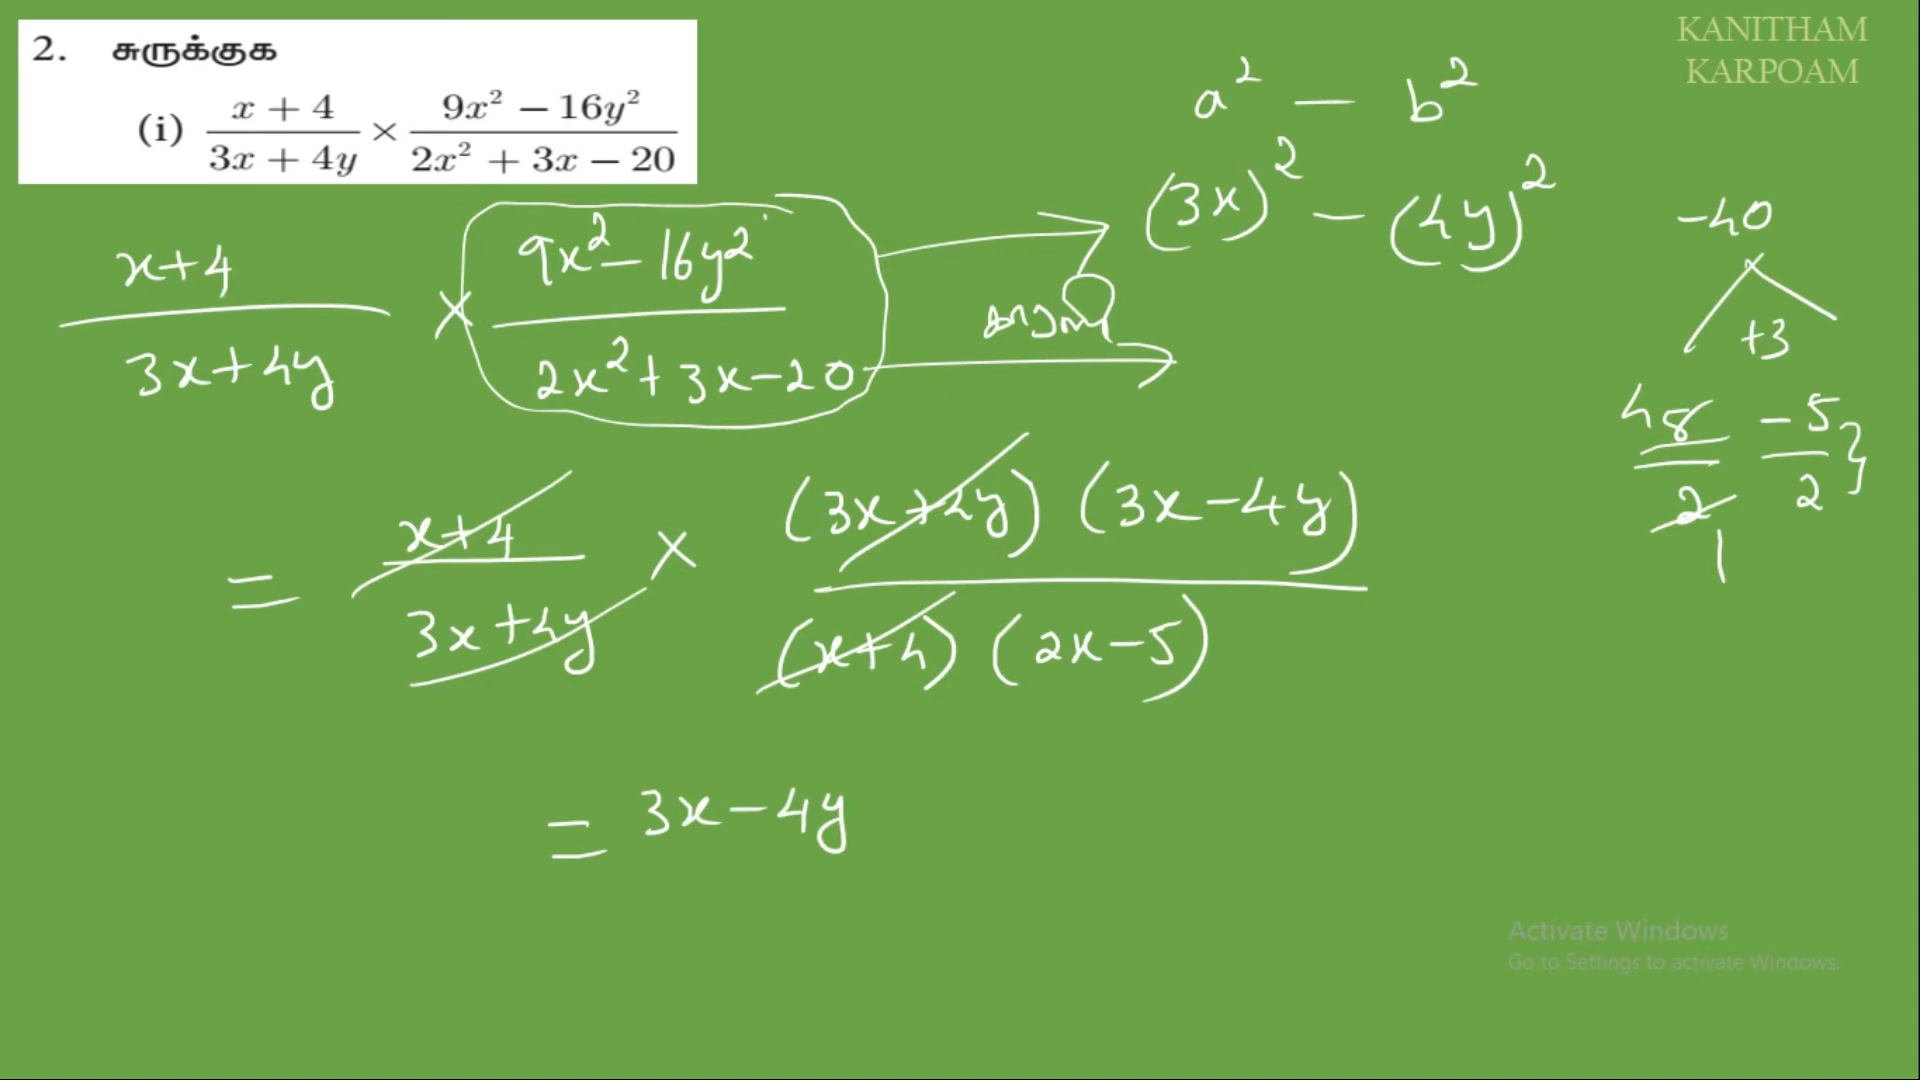 KANITHAM
KARPOAM
2. சுருக்குக
(i) x + 4 / 3x + 4y × 9x² − 16y² / 2x² + 3x − 20
a² − b²
(3x)² − (4y)²
x+4 / 3x+4y × 9x² − 16y² / 2x² + 3x − 20
-40
+3
8 / 2 -5 / 2
1
= x+4 / 3x+4y × (3x+4y) (3x−4y) / (x+4) (2x−5)
= 3x − 4y
Activate Windows
Go to Settings to activate Windows.